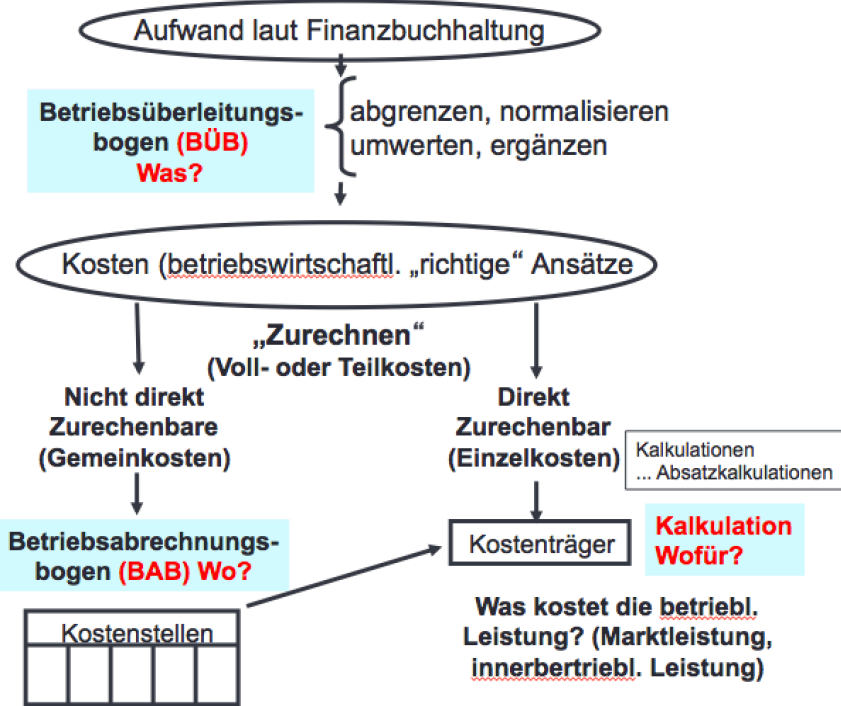 Aufwand laut Finanzbuchhaltung
Betriebsüberleitungs-
bogen (BÜB)
Was?
abgrenzen, normalisieren
umwerten, ergänzen
Kosten (betriebswirtschaftl. „richtige“ Ansätze
„Zurechnen“
(Voll- oder Teilkosten)
Nicht direkt
Zurechenbare
(Gemeinkosten)
Direkt
Zurechenbar
(Einzelkosten)
Kalkulationen
... Absatzkalkulationen
Betriebsabrechnungs-
bogen (BAB) Wo?
Kostenstellen
Kostenträger
Kalkulation
Wofür?
Was kostet die betriebl.
Leistung? (Marktleistung,
innerbertriebl. Leistung)